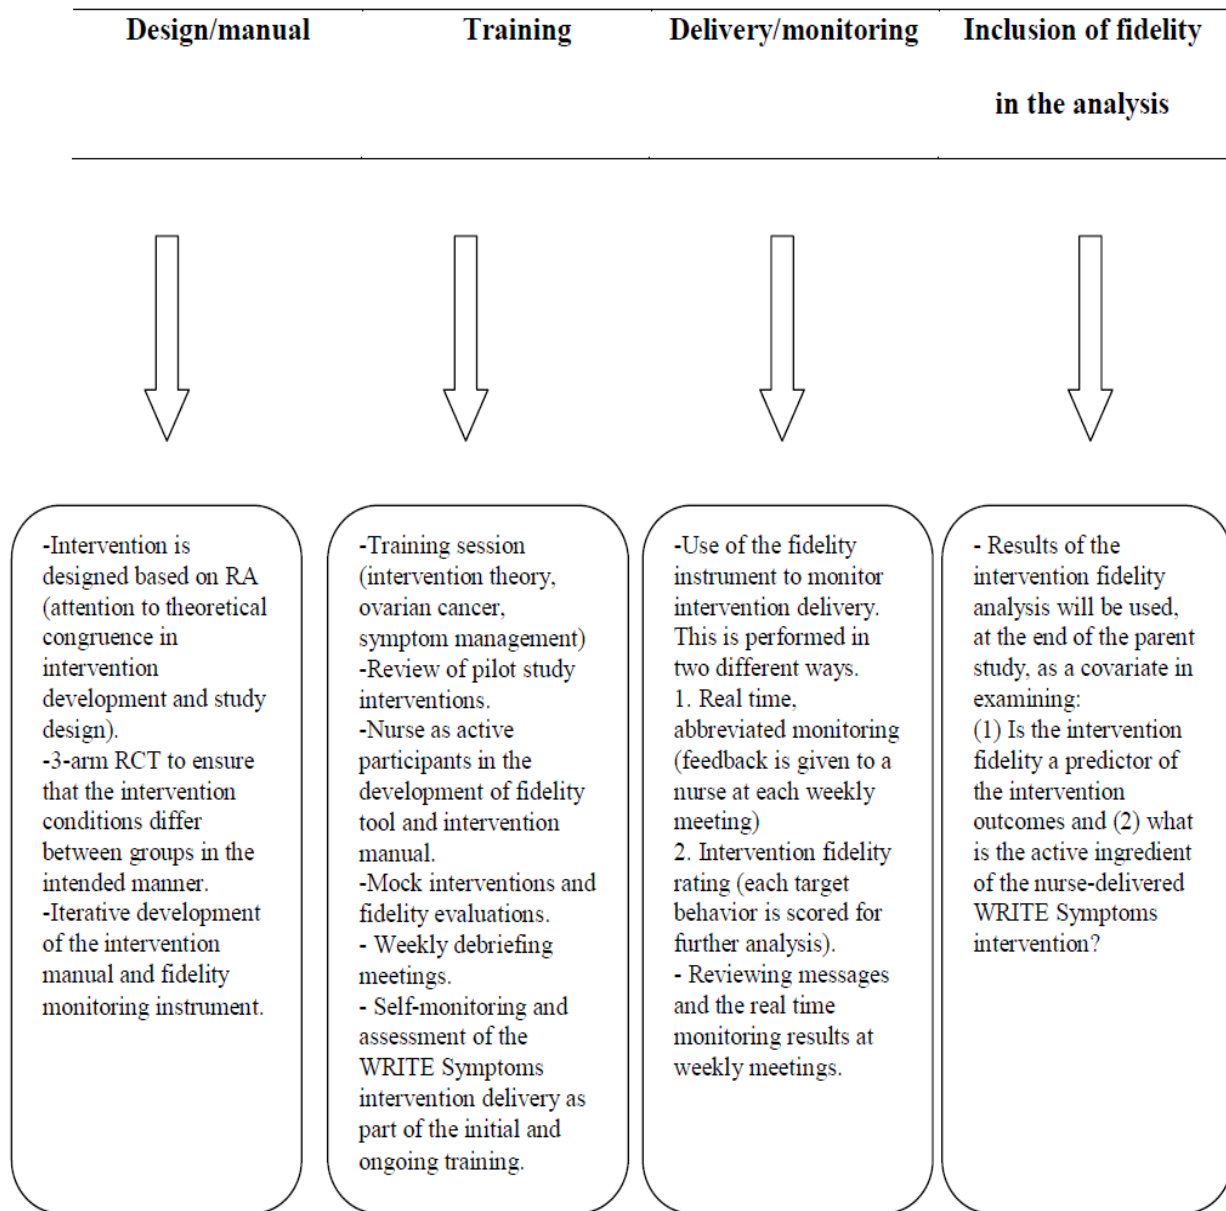 Design/manual
Training
Delivery/monitoring
Inclusion of fidelity
in the analysis
-Intervention is
designed based on RA
(attention to theoretical
congruence in
intervention
development and study
design).
-3-arm RCT to ensure
that the intervention
conditions differ
between groups in the
intended manner.
-Iterative development
of the intervention
manual and fidelity
monitoring instrument.
-Training session
(intervention theory,
ovarian cancer,
symptom management)
-Review of pilot study
interventions.
-Nurse as active
participants in the
development of fidelity
tool and intervention
manual.
-Mock interventions and
fidelity evaluations.
- Weekly debriefing
meetings.
- Self-monitoring and
assessment of the
WRITE Symptoms
intervention delivery as
part of the initial and
ongoing training.
-Use of the fidelity
instrument to monitor
intervention delivery.
This is performed in
two different ways.
1. Real time,
abbreviated monitoring
(feedback is given to a
nurse at each weekly
meeting)
2. Intervention fidelity
rating (each target
behavior is scored for
further analysis).
- Reviewing messages
and the real time
monitoring results at
weekly meetings.
- Results of the
intervention fidelity
analysis will be used,
at the end of the parent
study, as a covariate in
examining:
(1) Is the intervention
fidelity a predictor of
the intervention
outcomes and (2) what
is the active ingredient
of the nurse-delivered
WRITE Symptoms
intervention?